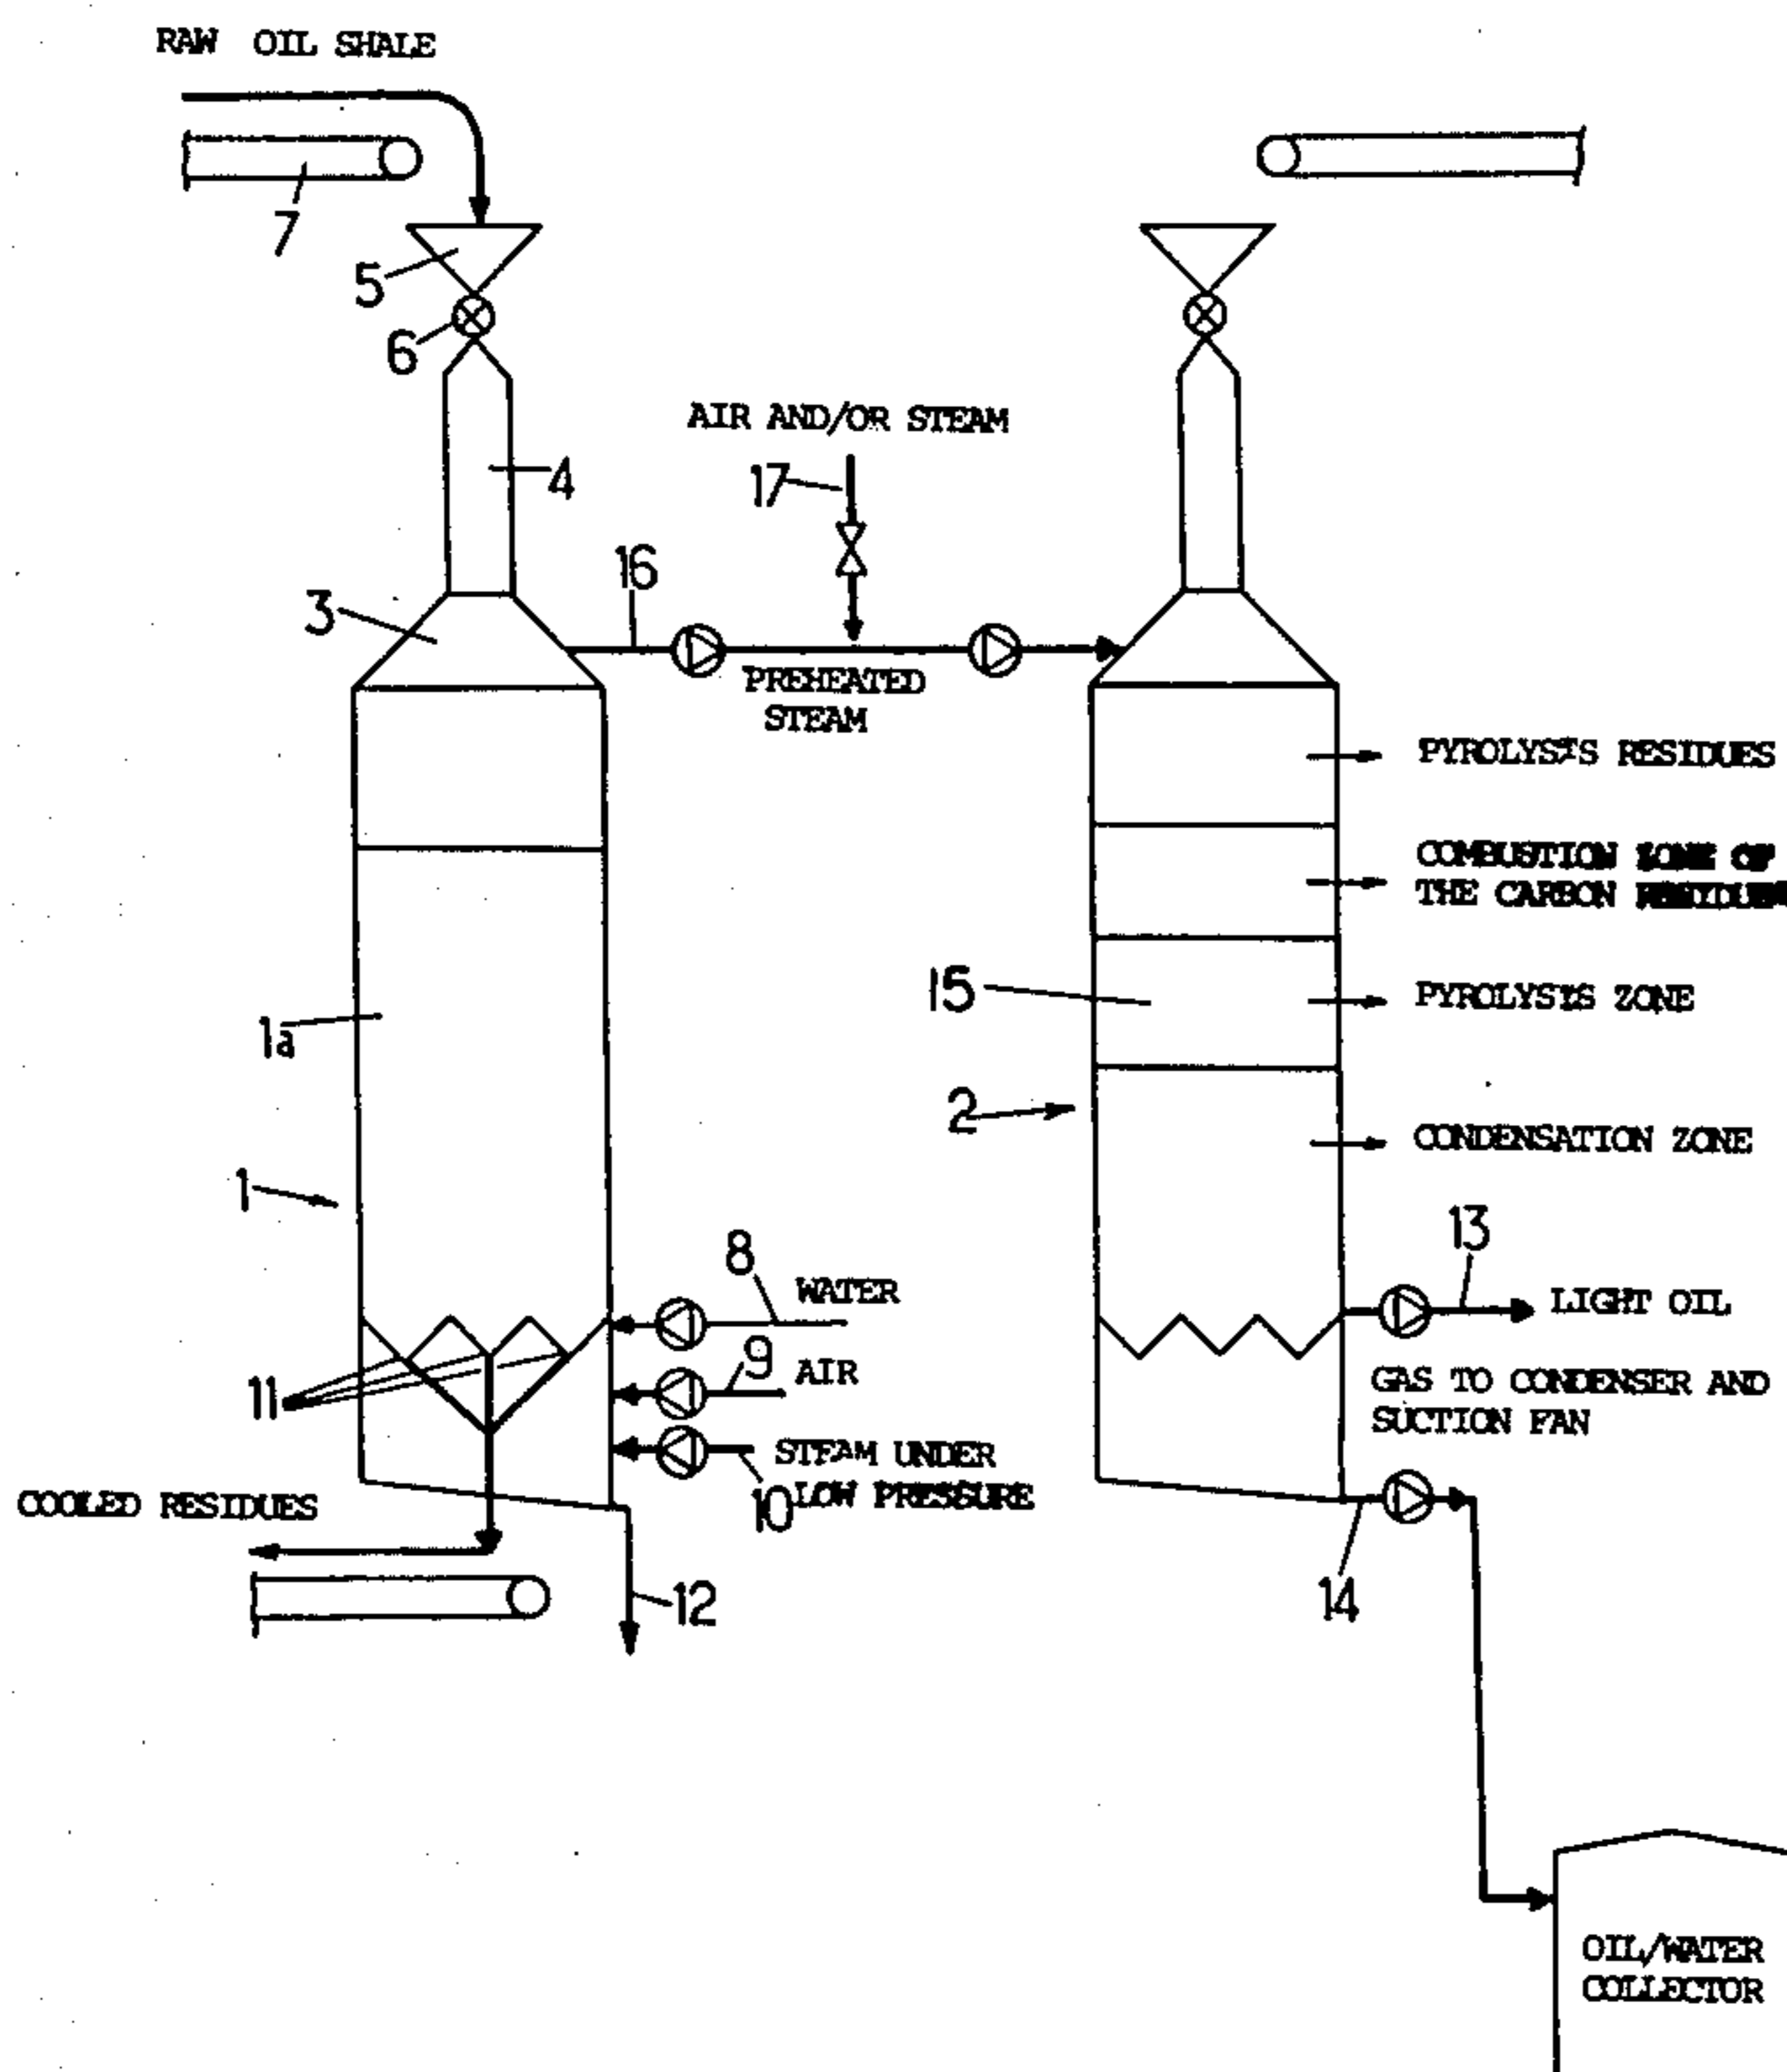 RAW OIL SHALE
7
5
6
AIR AND/OR STEAM
17
4
16
3
PREHEATED
STEAM
PYROLYSIS RESIDUES
COMBUSTION ZONE OF
THE CARBON RESIDUES
15
PYROLYSIS ZONE
1a
2
CONDENSATION ZONE
1
8
WATER
13
LIGHT OIL
9
AIR
11
GAS TO CONDENSER AND
SUCTION FAN
STEAM UNDER
10 LOW PRESSURE
COOLED RESIDUES
12
14
OIL/WATER
COLLECTOR